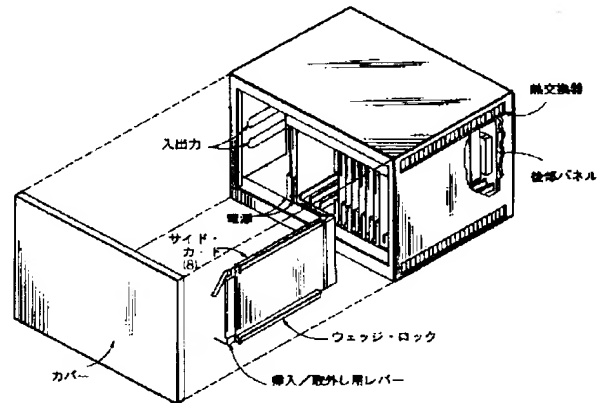 熱交換器
入出力
後部パネル
電源
サイド・
カード
(8)
ウェッジ・ロック
カバー
挿入/取外し用レバー